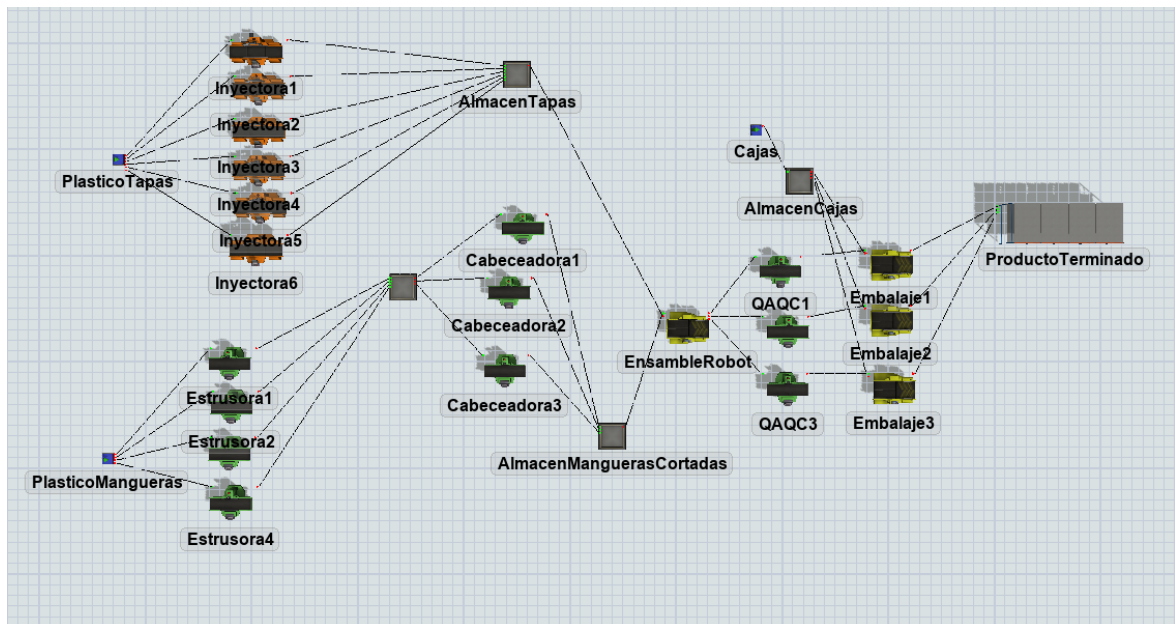 Inyectora1
AlmacenTapas
Inyectora2
Cajas
Inyectora3
PlasticoTapas
Inyectora4
AlmacenCajas
Inyectora5
Cabeceadora1
ProductoTerminado
Inyectora6
QAQC1
Embalaje1
Cabeceadora2
Embalaje2
EnsambleRobot
Estrusora1
Cabeceadora3
QAQC3
Embalaje3
Estrusora2
AlmacenManguerasCortadas
PlasticoMangueras
Estrusora4